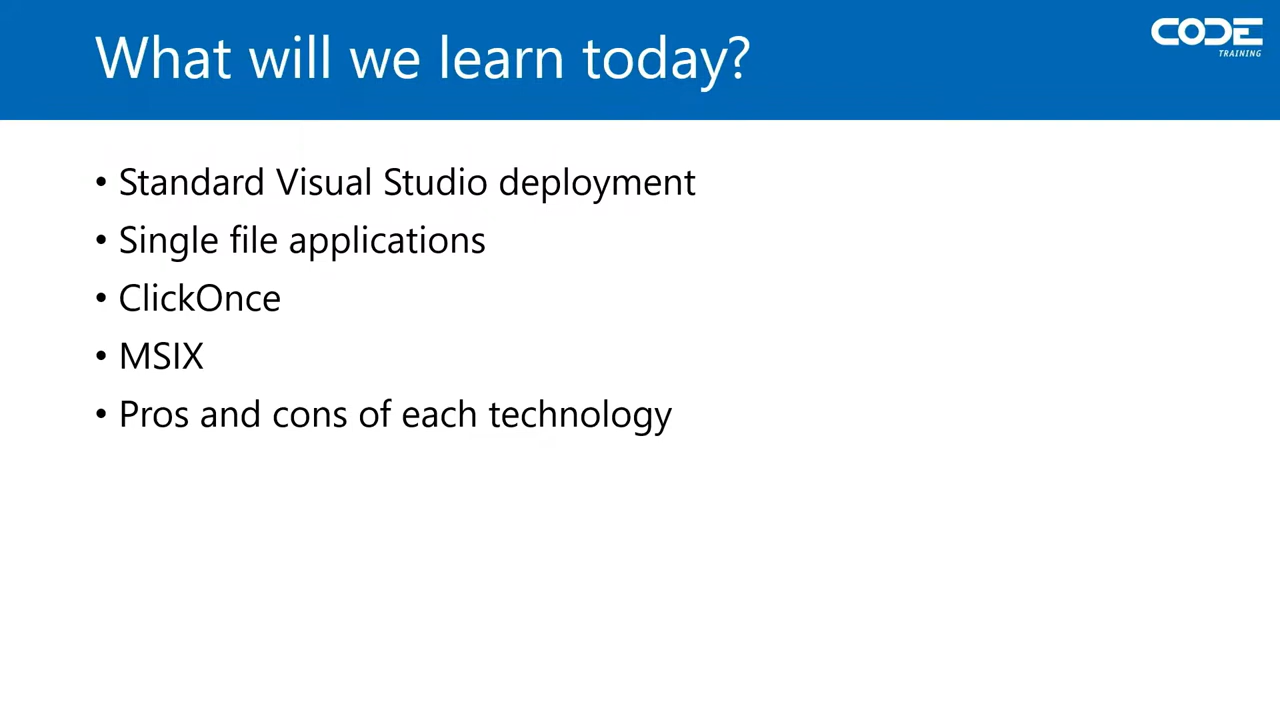 What will we learn today?
CODE
TRAINING
• Standard Visual Studio deployment
• Single file applications
• ClickOnce
• MSIX
• Pros and cons of each technology